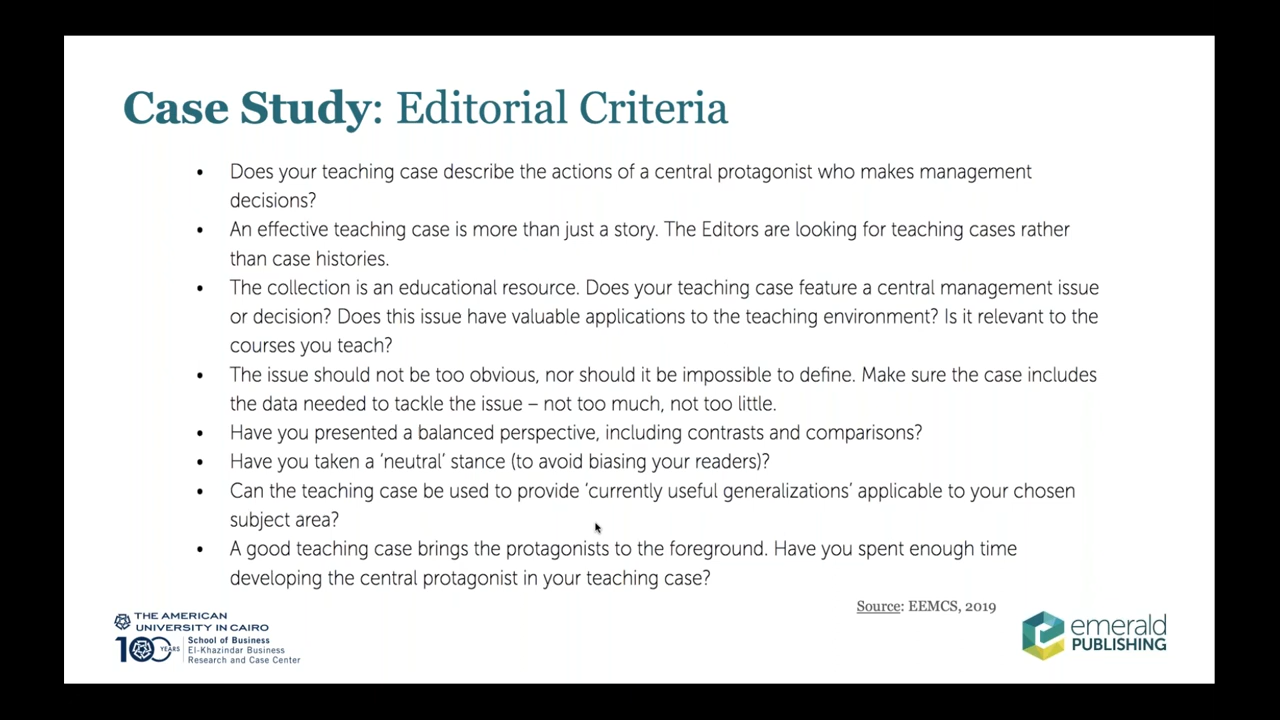 Case Study: Editorial Criteria
• Does your teaching case describe the actions of a central protagonist who makes management
decisions?
• An effective teaching case is more than just a story. The Editors are looking for teaching cases rather
than case histories.
• The collection is an educational resource. Does your teaching case feature a central management issue
or decision? Does this issue have valuable applications to the teaching environment? Is it relevant to the
courses you teach?
• The issue should not be too obvious, nor should it be impossible to define. Make sure the case includes
the data needed to tackle the issue – not too much, not too little.
• Have you presented a balanced perspective, including contrasts and comparisons?
• Have you taken a ‘neutral’ stance (to avoid biasing your readers)?
• Can the teaching case be used to provide ‘currently useful generalizations’ applicable to your chosen
subject area?
• A good teaching case brings the protagonists to the foreground. Have you spent enough time
developing the central protagonist in your teaching case?
Source: EEMCS, 2019
THE AMERICAN
UNIVERSITY IN CAIRO
100 YEARS
School of Business
El-Khazindar Business
Research and Case Center
emerald
PUBLISHING